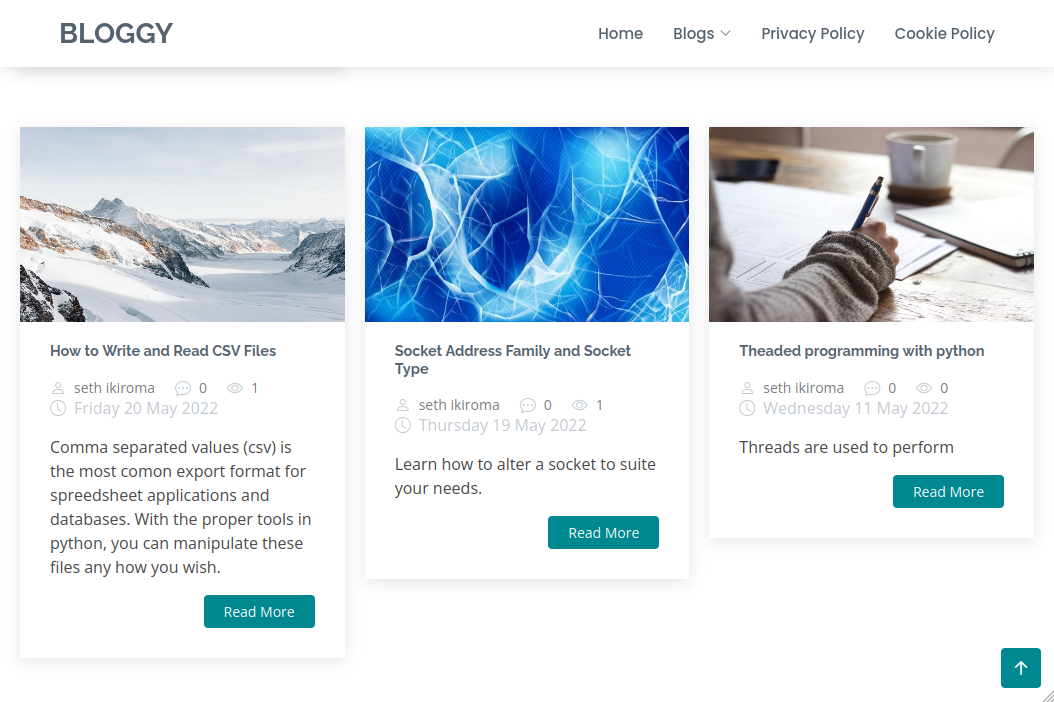 BLOGGY
Home
Blogs
Privacy Policy
Cookie Policy
How to Write and Read CSV Files
seth ikiroma
0
1
Friday 20 May 2022
Comma separated values (csv) is
the most comon export format for
spreedsheet applications and
databases. With the proper tools in
python, you can manipulate these
files any how you wish.
Read More
Socket Address Family and Socket
Type
seth ikiroma
0
1
Thursday 19 May 2022
Learn how to alter a socket to suite
your needs.
Read More
Theaded programming with python
seth ikiroma
0
0
Wednesday 11 May 2022
Threads are used to perform
Read More